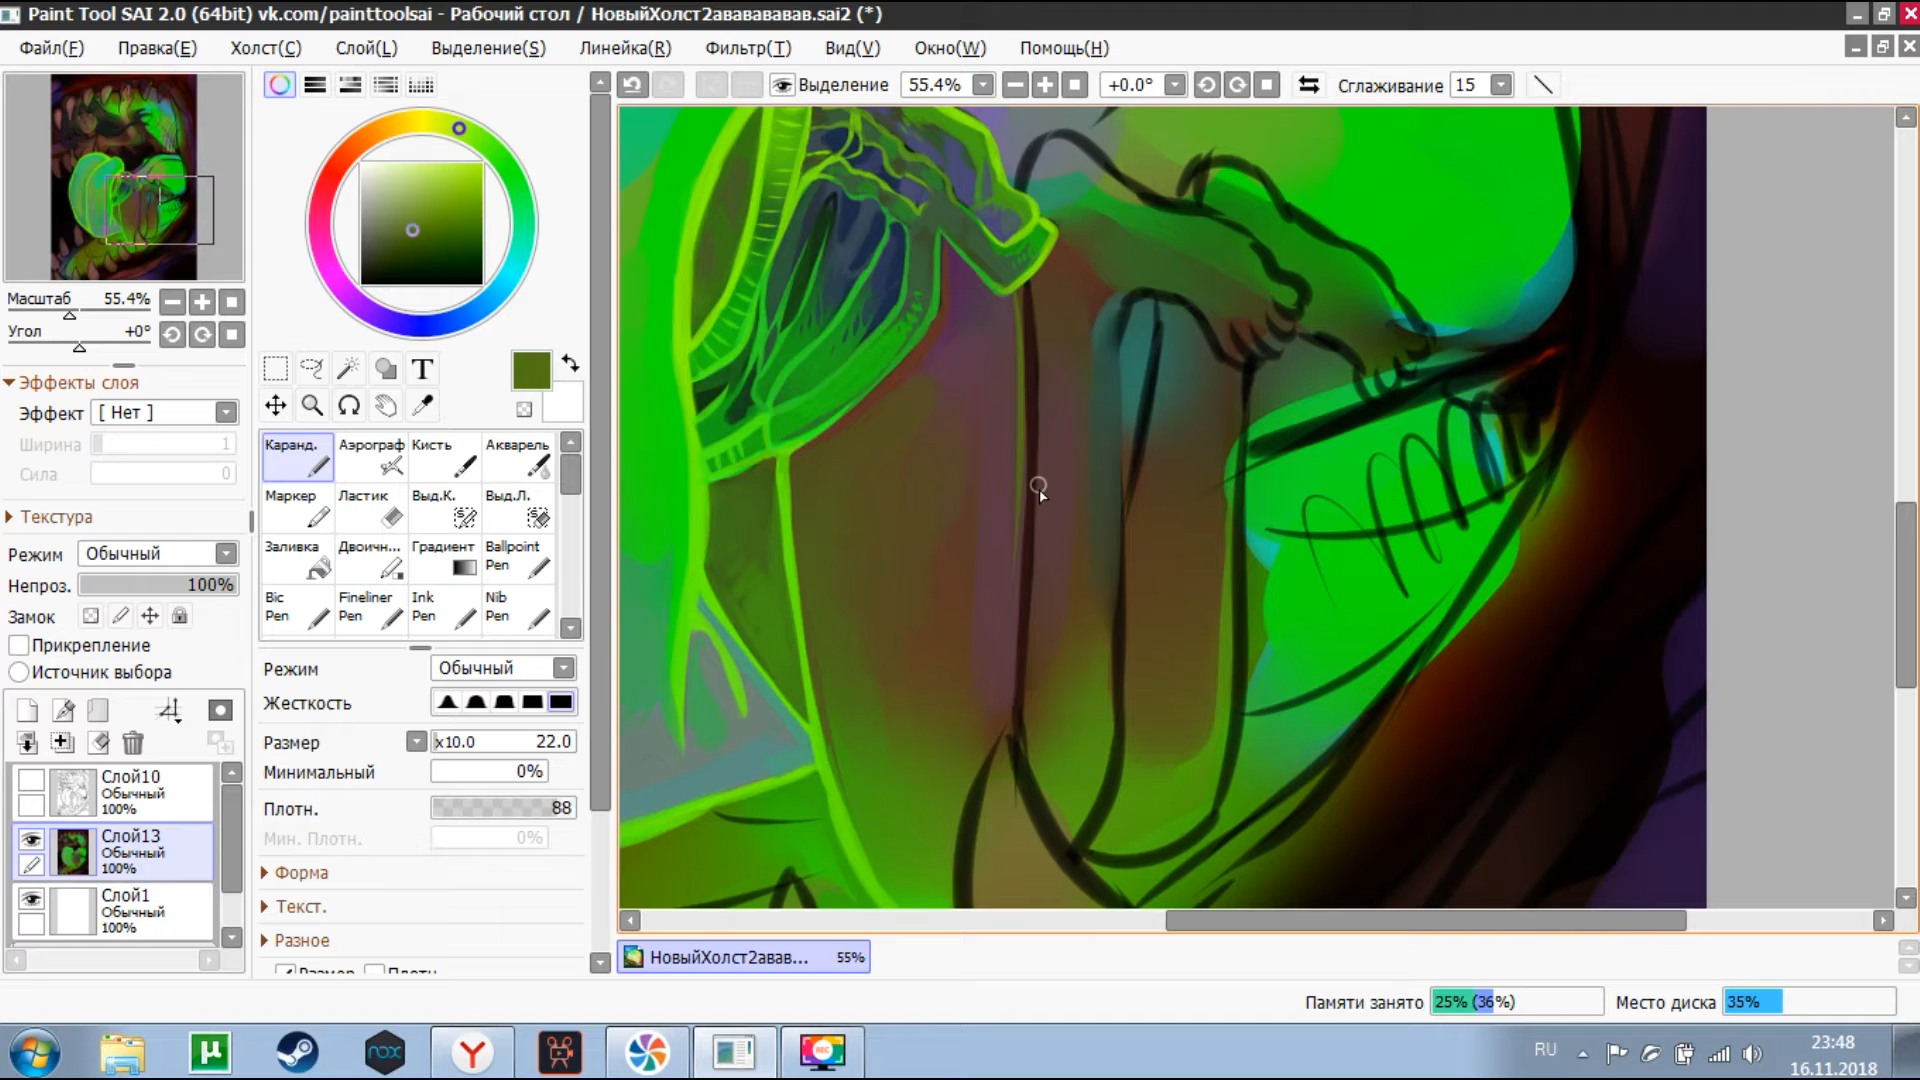 Paint Tool SAI 2.0 (64bit) vk.com/painttoolsai - Рабочий стол / НовыйХолст2авававававав.sai2 (*)
Файл(F) Правка(E) Холст(C) Слой(L) Выделение(S) Линейка(R) Фильтр(T) Вид(V) Окно(W) Помощь(H)
Выделение 55.4% +0.0° Сглаживание 15
Масштаб 55.4%
Угол +0°
Эффекты слоя
Эффект [ Нет ]
Ширина 1
Сила 0
Текстура
Режим Обычный
Непроз. 100%
Замок
Прикрепление
Источник выбора
Слой10
Обычный
100%
Слой13
Обычный
100%
Слой1
Обычный
100%
T
Каранд. Аэрограф Кисть Акварель
Маркер Ластик Выд.К. Выд.Л.
Заливка Двоичн... Градиент Ballpoint Pen
Bic Pen Fineliner Pen Ink Pen Nib Pen
Режим Обычный
Жесткость
Размер x10.0 22.0
Минимальный 0%
Плотн. 88
Мин. Плотн. 0%
Форма
Текст.
Разное
Размер Плотн.
НовыйХолст2авав... 55%
Памяти занято 25% (36%) Место диска 35%
µ nox Y REC
RU
23:48
16.11.2018